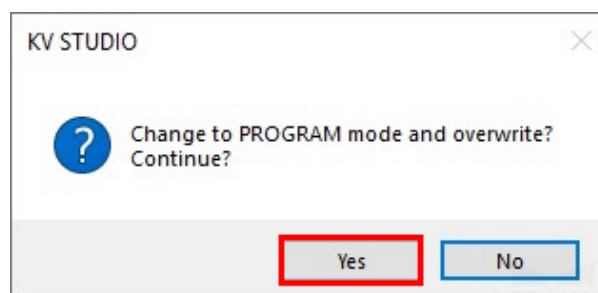 KV STUDIO
Change to PROGRAM mode and overwrite?
Continue?
Yes
No